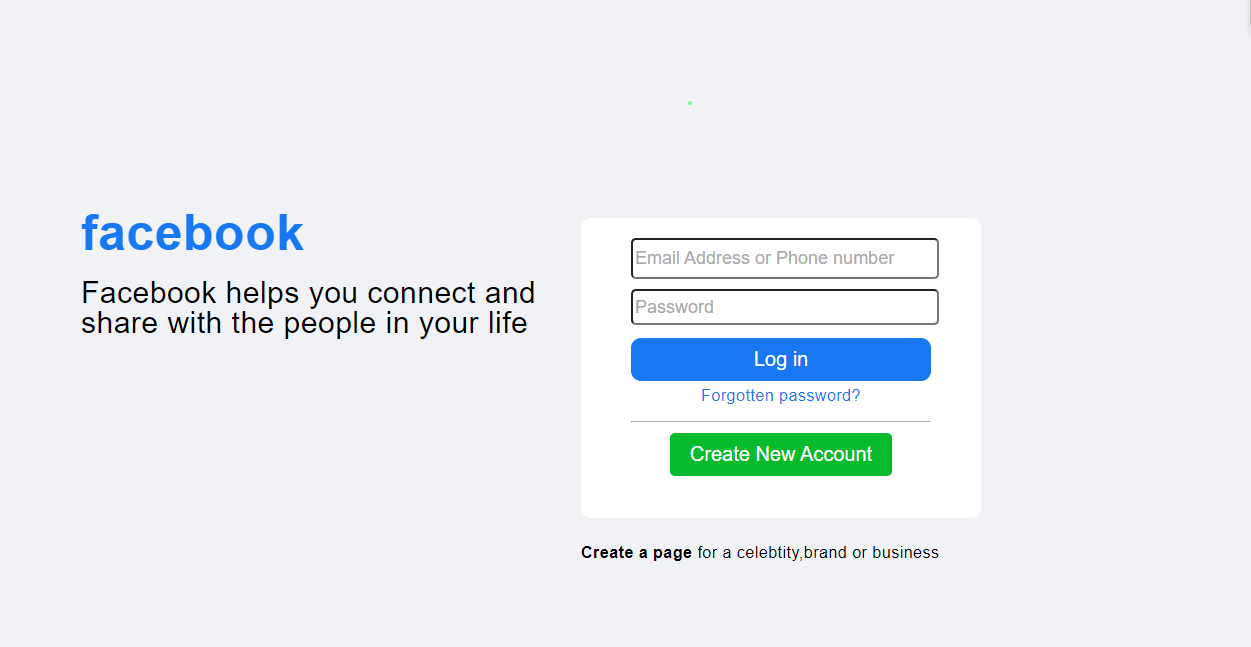 facebook
Facebook helps you connect and
share with the people in your life
Email Address or Phone number
Password
Log in
Forgotten password?
Create New Account
Create a page for a celebtity,brand or business